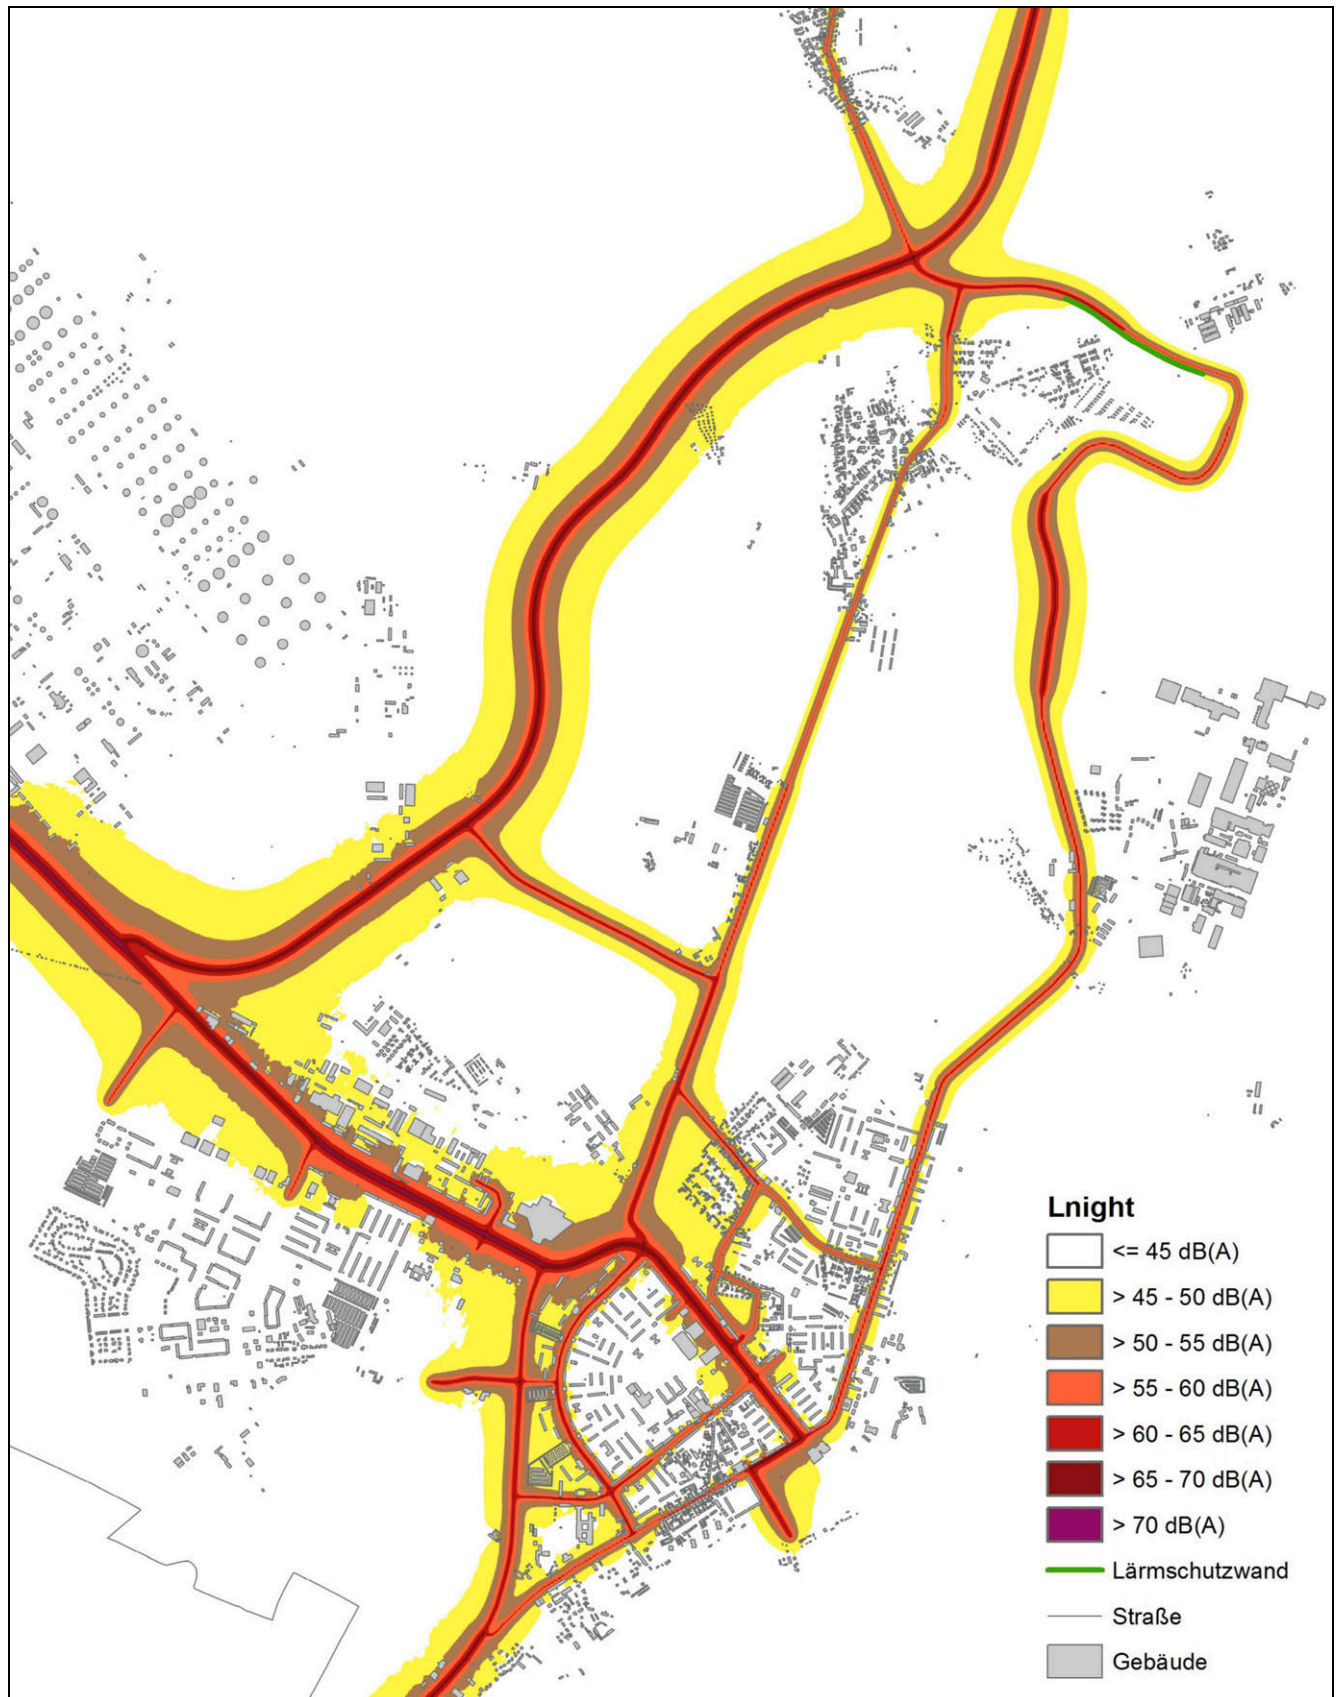 Lnight
<= 45 dB(A)
> 45 - 50 dB(A)
> 50 - 55 dB(A)
> 55 - 60 dB(A)
> 60 - 65 dB(A)
> 65 - 70 dB(A)
> 70 dB(A)
Lärmschutzwand
Straße
Gebäude